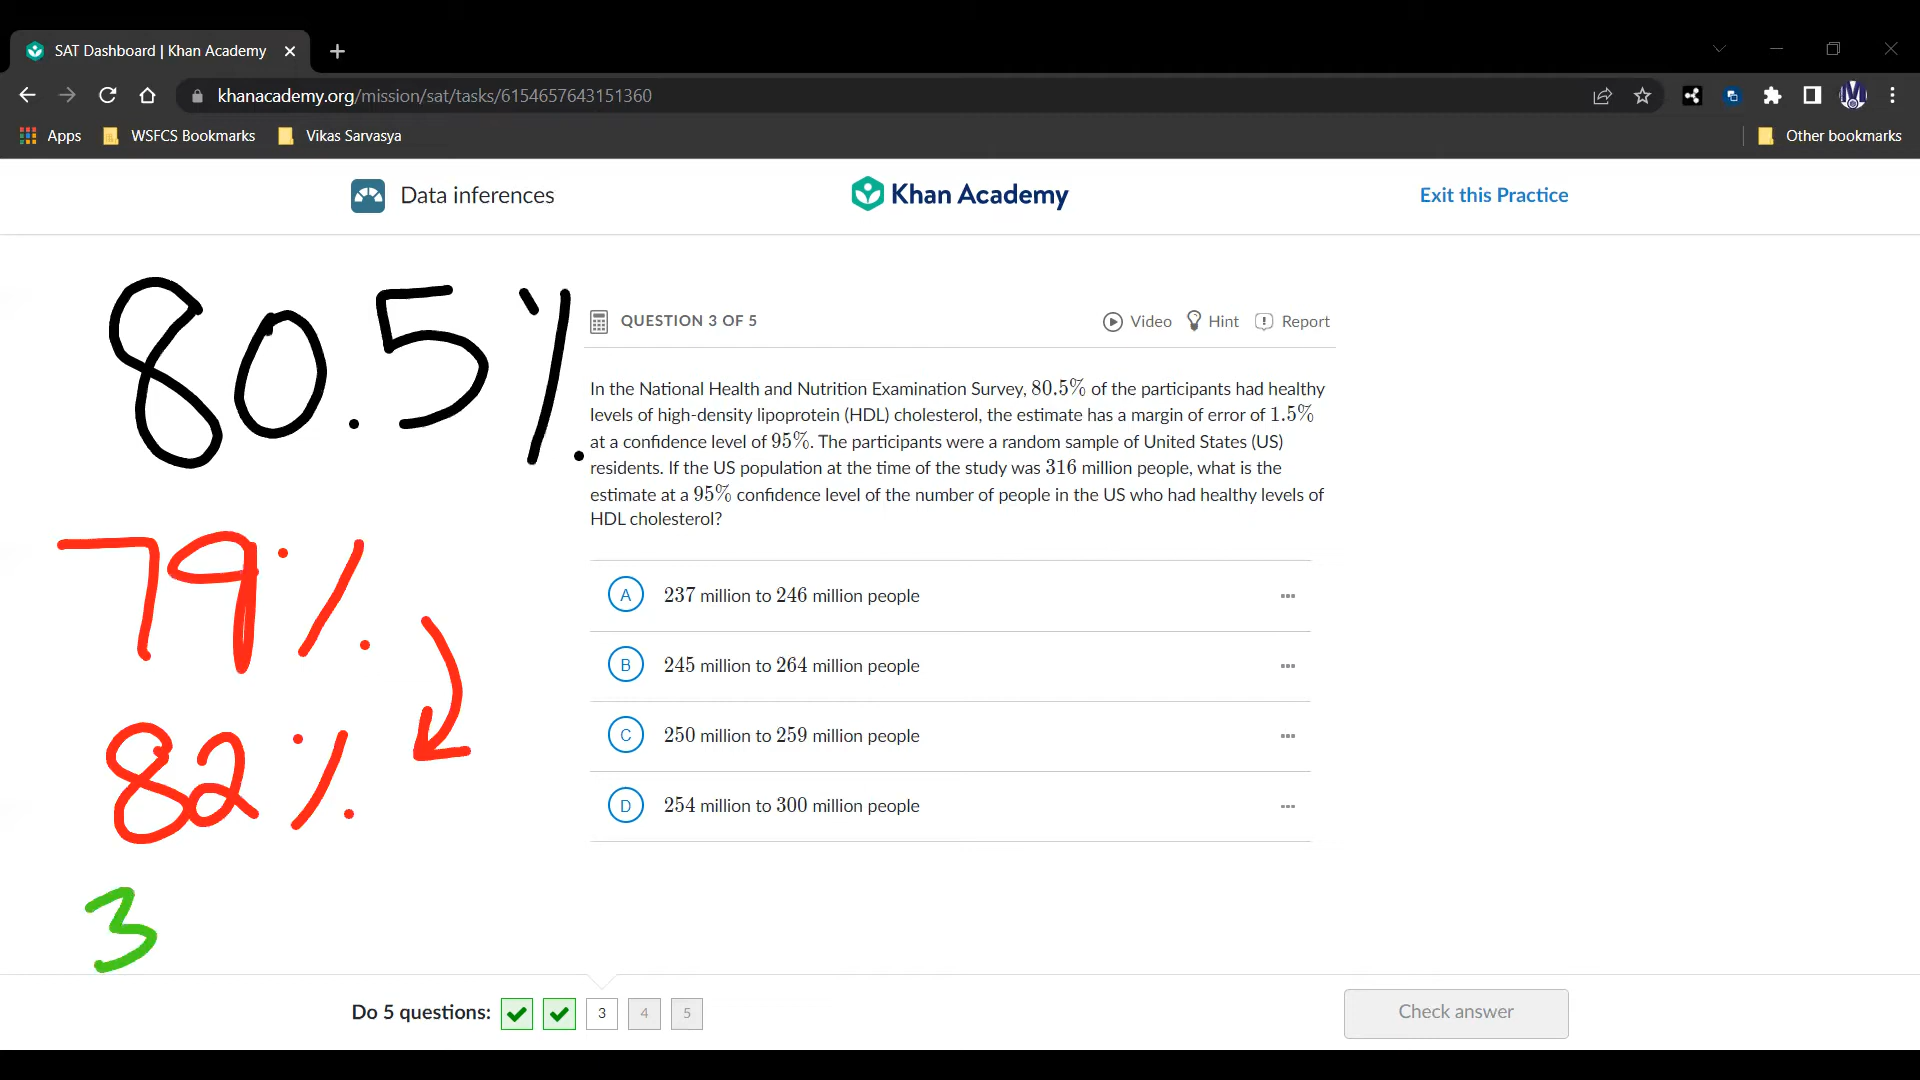 SAT Dashboard | Khan Academy
khanacademy.org/mission/sat/tasks/6154657643151360
Apps WSFCS Bookmarks Vikas Sarvasya Other bookmarks
Data inferences Khan Academy Exit this Practice
80.5%
QUESTION 3 OF 5 Video Hint Report
In the National Health and Nutrition Examination Survey, 80.5% of the participants had healthy
levels of high-density lipoprotein (HDL) cholesterol, the estimate has a margin of error of 1.5%
at a confidence level of 95%. The participants were a random sample of United States (US)
residents. If the US population at the time of the study was 316 million people, what is the
estimate at a 95% confidence level of the number of people in the US who had healthy levels of
HDL cholesterol?
79%
A 237 million to 246 million people
B 245 million to 264 million people
82%
C 250 million to 259 million people
D 254 million to 300 million people
3
Do 5 questions: 3 4 5 Check answer